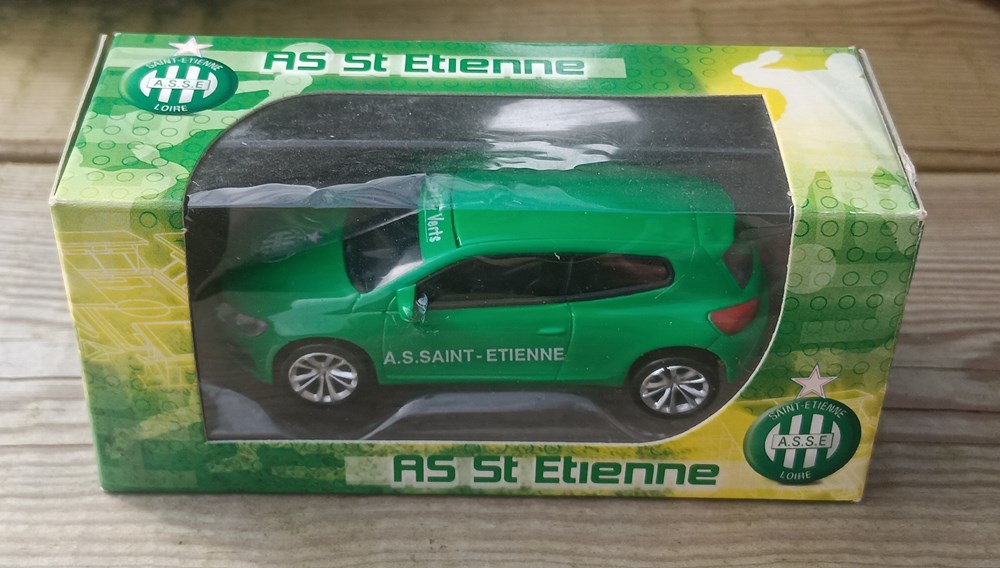 SAINT-ETIENNE
A.S.S.E
LOIRE
AS St Etienne
Verts
A.S.SAINT-ETIENNE
AS St Etienne
SAINT-ETIENNE
A.S.S.E
LOIRE